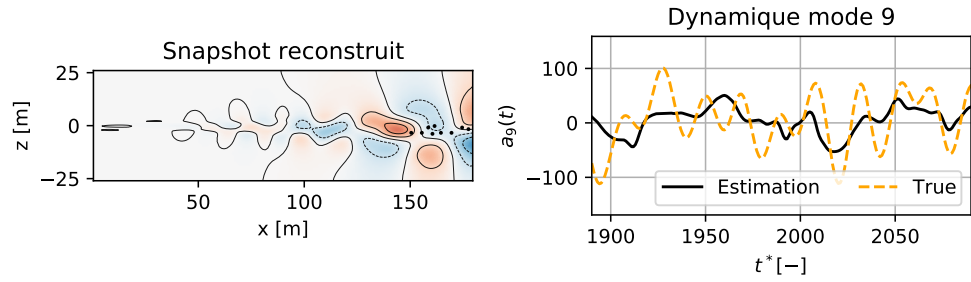 Snapshot reconstruit
25
0
−25
z [m]
50
100
150
x [m]
Dynamique mode 9
100
0
−100
a₉(t)
Estimation
True
1900
1950
2000
2050
t* [−]